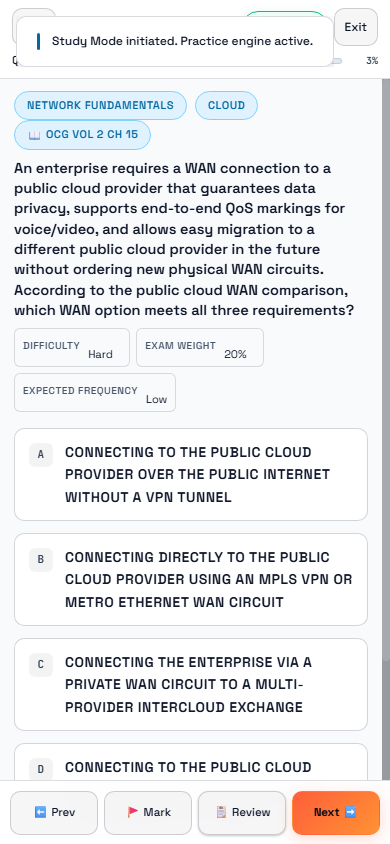 Study Mode initiated. Practice engine active.
Exit
3%
NETWORK FUNDAMENTALS
CLOUD
📖 OCG VOL 2 CH 15
An enterprise requires a WAN connection to a
public cloud provider that guarantees data
privacy, supports end-to-end QoS markings for
voice/video, and allows easy migration to a
different public cloud provider in the future
without ordering new physical WAN circuits.
According to the public cloud WAN comparison,
which WAN option meets all three requirements?
DIFFICULTY Hard
EXAM WEIGHT 20%
EXPECTED FREQUENCY Low
A CONNECTING TO THE PUBLIC CLOUD
PROVIDER OVER THE PUBLIC INTERNET
WITHOUT A VPN TUNNEL
B CONNECTING DIRECTLY TO THE PUBLIC
CLOUD PROVIDER USING AN MPLS VPN OR
METRO ETHERNET WAN CIRCUIT
C CONNECTING THE ENTERPRISE VIA A
PRIVATE WAN CIRCUIT TO A MULTI-
PROVIDER INTERCLOUD EXCHANGE
D CONNECTING TO THE PUBLIC CLOUD
⬅️ Prev
🚩 Mark
🧾 Review
Next ➡️